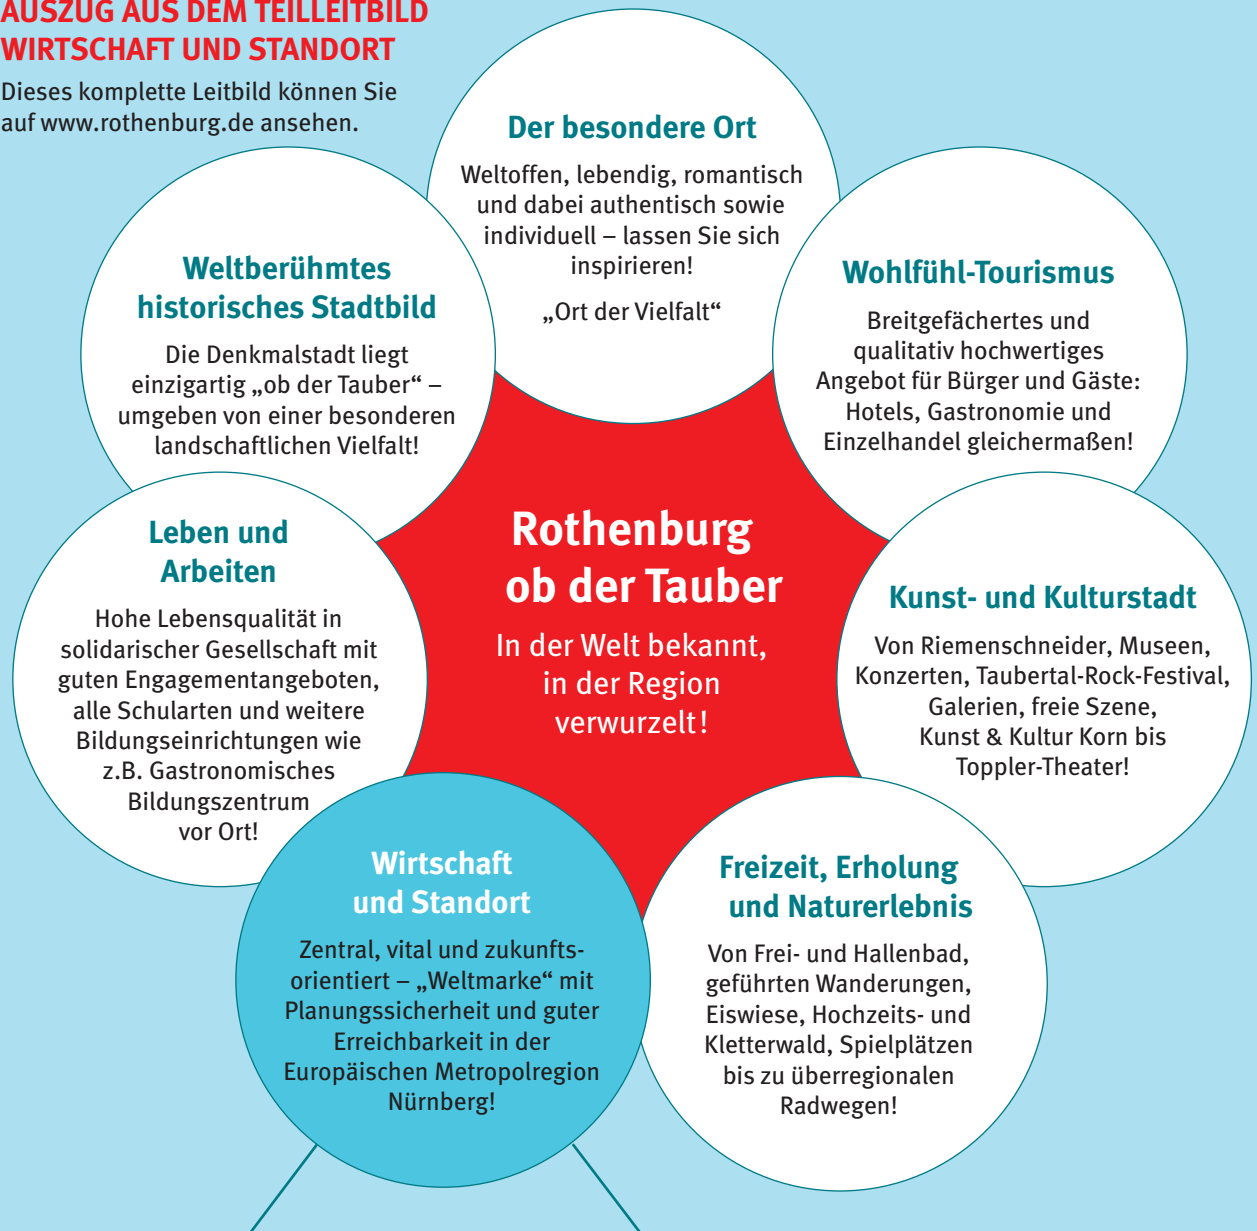 AUSZUG AUS DEM TEILLEITBILD
WIRTSCHAFT UND STANDORT
Dieses komplette Leitbild können Sie
auf www.rothenburg.de ansehen.
Der besondere Ort
Weltoffen, lebendig, romantisch
und dabei authentisch sowie
individuell – lassen Sie sich
inspirieren!
„Ort der Vielfalt“
Weltberühmtes
historisches Stadtbild
Die Denkmalstadt liegt
einzigartig „ob der Tauber“ –
umgeben von einer besonderen
landschaftlichen Vielfalt!
Wohlfühl-Tourismus
Breitgefächertes und
qualitativ hochwertiges
Angebot für Bürger und Gäste:
Hotels, Gastronomie und
Einzelhandel gleichermaßen!
Leben und
Arbeiten
Hohe Lebensqualität in
solidarischer Gesellschaft mit
guten Engagementangeboten,
alle Schularten und weitere
Bildungseinrichtungen wie
z.B. Gastronomisches
Bildungszentrum
vor Ort!
Rothenburg
ob der Tauber
In der Welt bekannt,
in der Region
verwurzelt!
Kunst- und Kulturstadt
Von Riemenschneider, Museen,
Konzerten, Taubertal-Rock-Festival,
Galerien, freie Szene,
Kunst & Kultur Korn bis
Toppler-Theater!
Wirtschaft
und Standort
Zentral, vital und zukunfts-
orientiert – „Weltmarke“ mit
Planungssicherheit und guter
Erreichbarkeit in der
Europäischen Metropolregion
Nürnberg!
Freizeit, Erholung
und Naturerlebnis
Von Frei- und Hallenbad,
geführten Wanderungen,
Eiswiese, Hochzeits- und
Kletterwald, Spielplätzen
bis zu überregionalen
Radwegen!